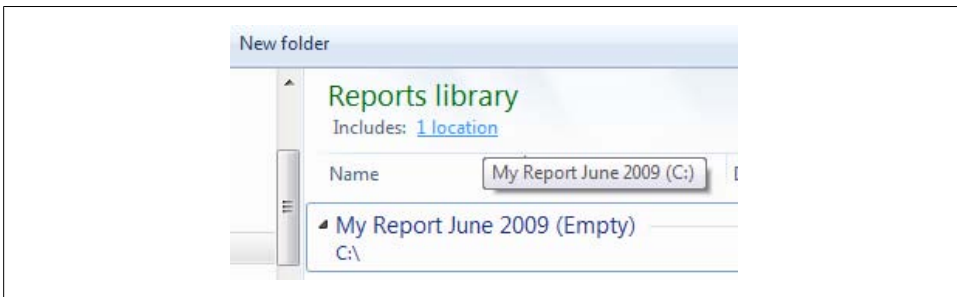 New folder
Reports library
Includes: 1 location
Name My Report June 2009 (C:)
My Report June 2009 (Empty)
C:\